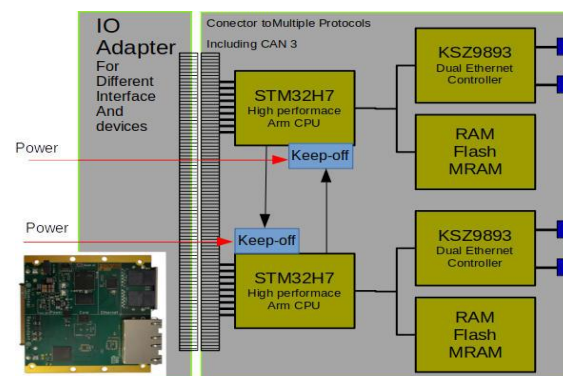 IO
Adapter
For
Different
Interface
And
devices
Conector toMultiple Protocols
Including CAN 3
Power
Power
STM32H7
High performace
Arm CPU
Keep-off
Keep-off
STM32H7
High performace
Arm CPU
KSZ9893
Dual Ethernet
Controller
RAM
Flash
MRAM
KSZ9893
Dual Ethernet
Controller
RAM
Flash
MRAM